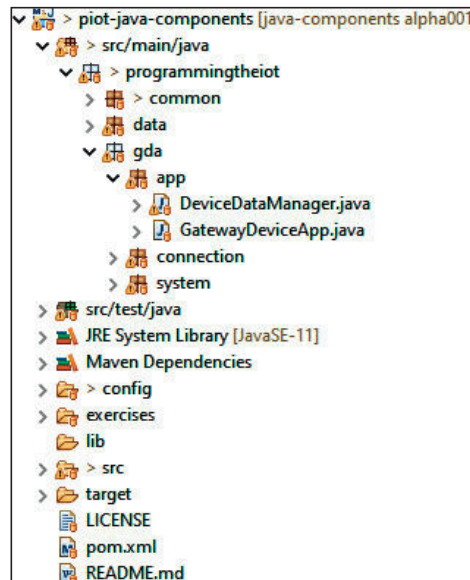 > piot-java-components [java-components alpha001
> src/main/java
> programmingtheiot
> common
data
gda
app
DeviceDataManager.java
GatewayDeviceApp.java
connection
system
src/test/java
JRE System Library [JavaSE-11]
Maven Dependencies
> config
exercises
lib
> src
target
LICENSE
pom.xml
README.md